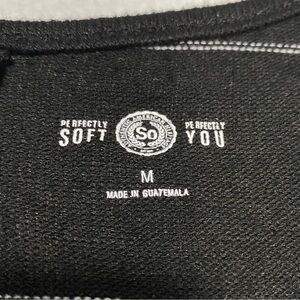 PERFECTLY SOFT
So
PERFECTLY YOU
M
MADE IN GUATEMALA